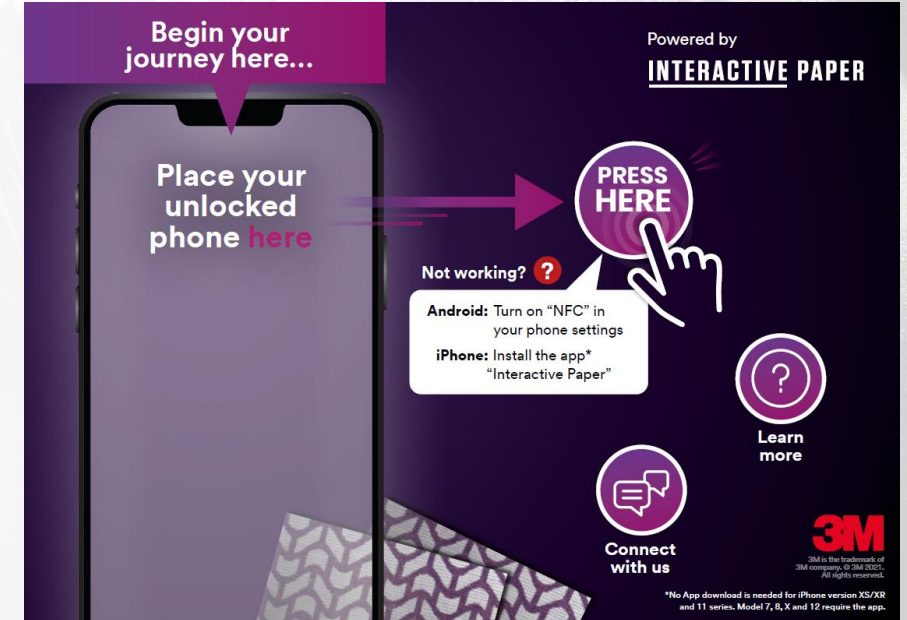 Begin your
journey here...
Powered by
INTERACTIVE PAPER
Place your
unlocked
phone here
PRESS
HERE
Not working? ?
Android: Turn on “NFC” in
your phone settings
iPhone: Install the app*
“Interactive Paper”
?
Learn
more
Connect
with us
3M
3M is the trademark of
3M company. © 3M 2021.
All rights reserved.
*No App download is needed for iPhone version XS/XR
and 11 series. Model 7, 8, X and 12 require the app.